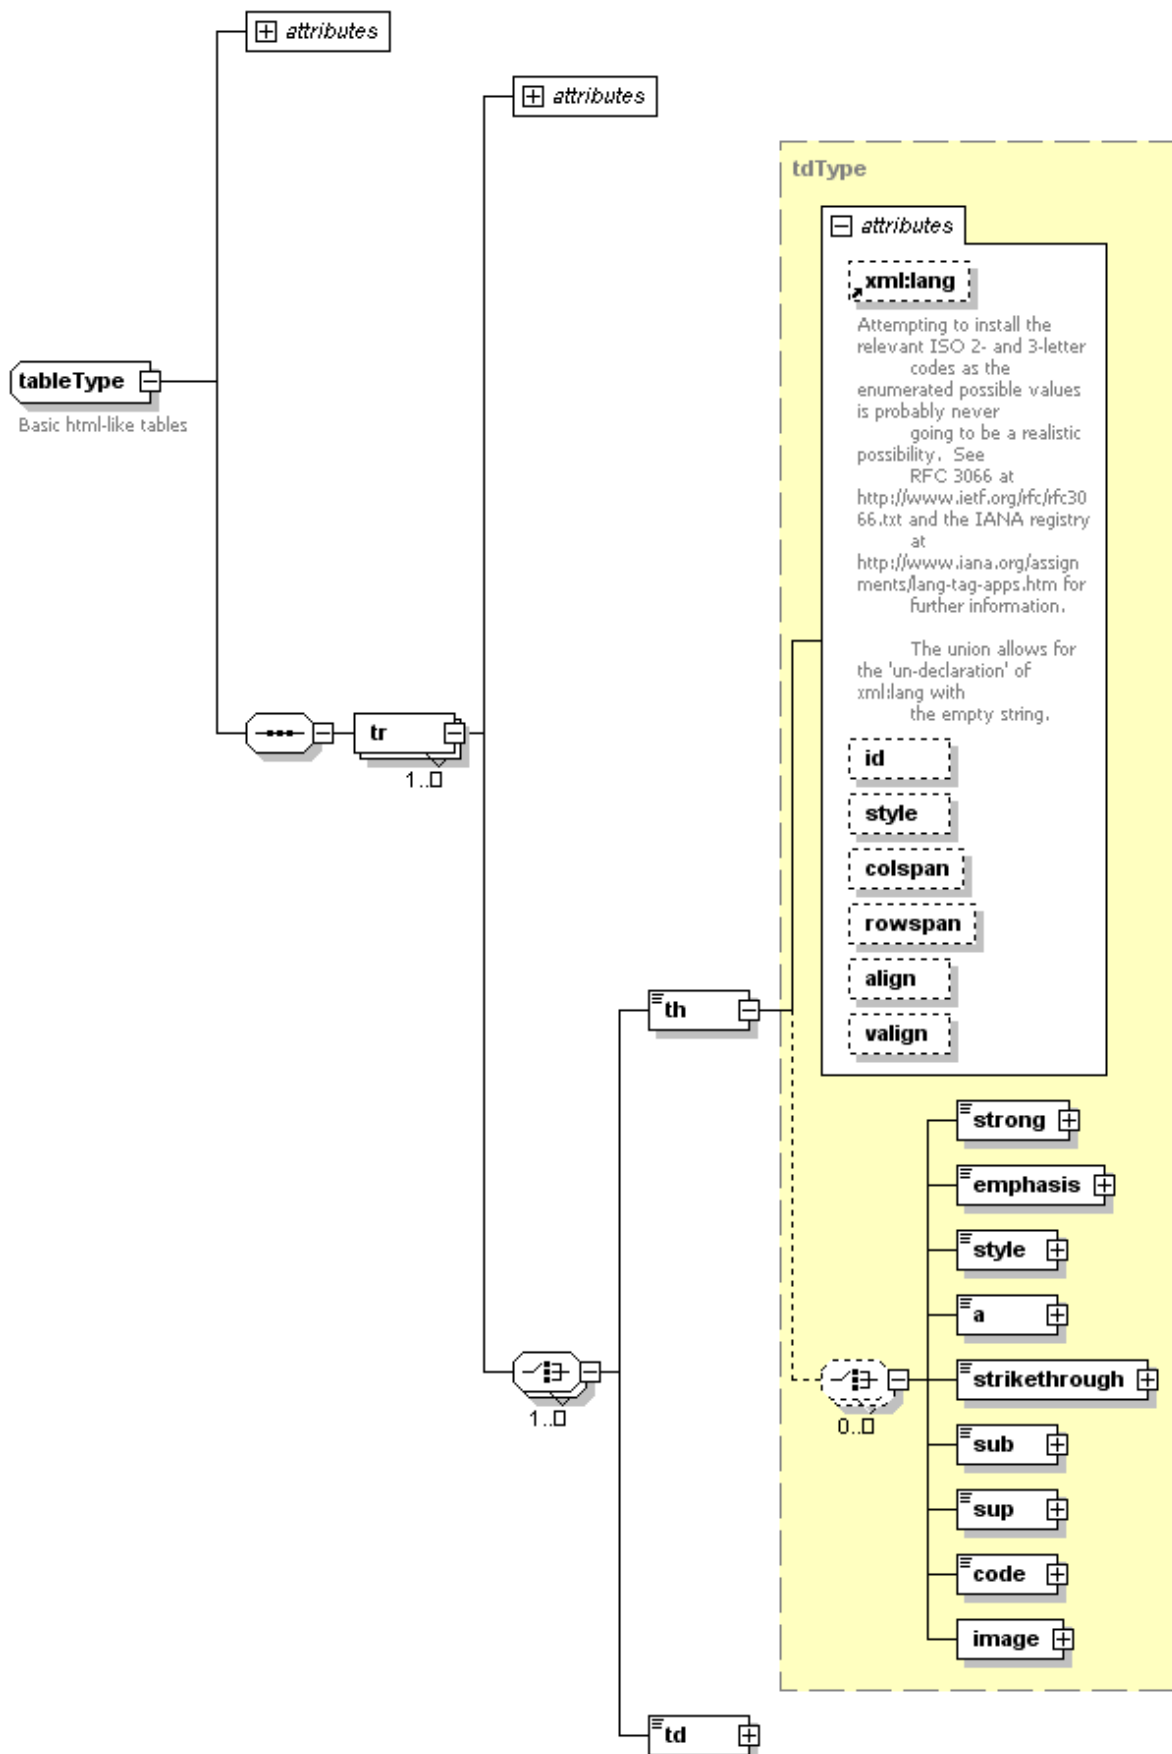 attributes
attributes
tdType
attributes
xml:lang
Attempting to install the
relevant ISO 2- and 3-letter
codes as the
enumerated possible values
is probably never
going to be a realistic
possibility. See
RFC 3066 at
http://www.ietf.org/rfc/rfc30
66.txt and the IANA registry
at
http://www.iana.org/assign
ments/lang-tag-apps.htm for
further information.
The union allows for
the 'un-declaration' of
xml:lang with
the empty string.
tableType
Basic html-like tables
tr
1..▯
id
style
colspan
rowspan
align
valign
th
strong
emphasis
style
a
strikethrough
1..▯
0..▯
sub
sup
code
image
td